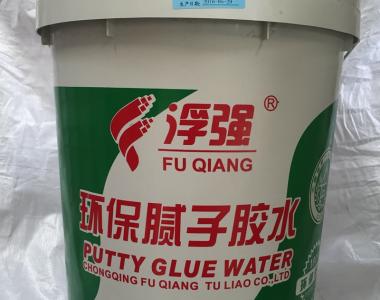 浮强®
FU QIANG
环保腻子胶水
PUTTY GLUE WATER
CHONGQING FU QIANG TU LIAO CO.,LTD